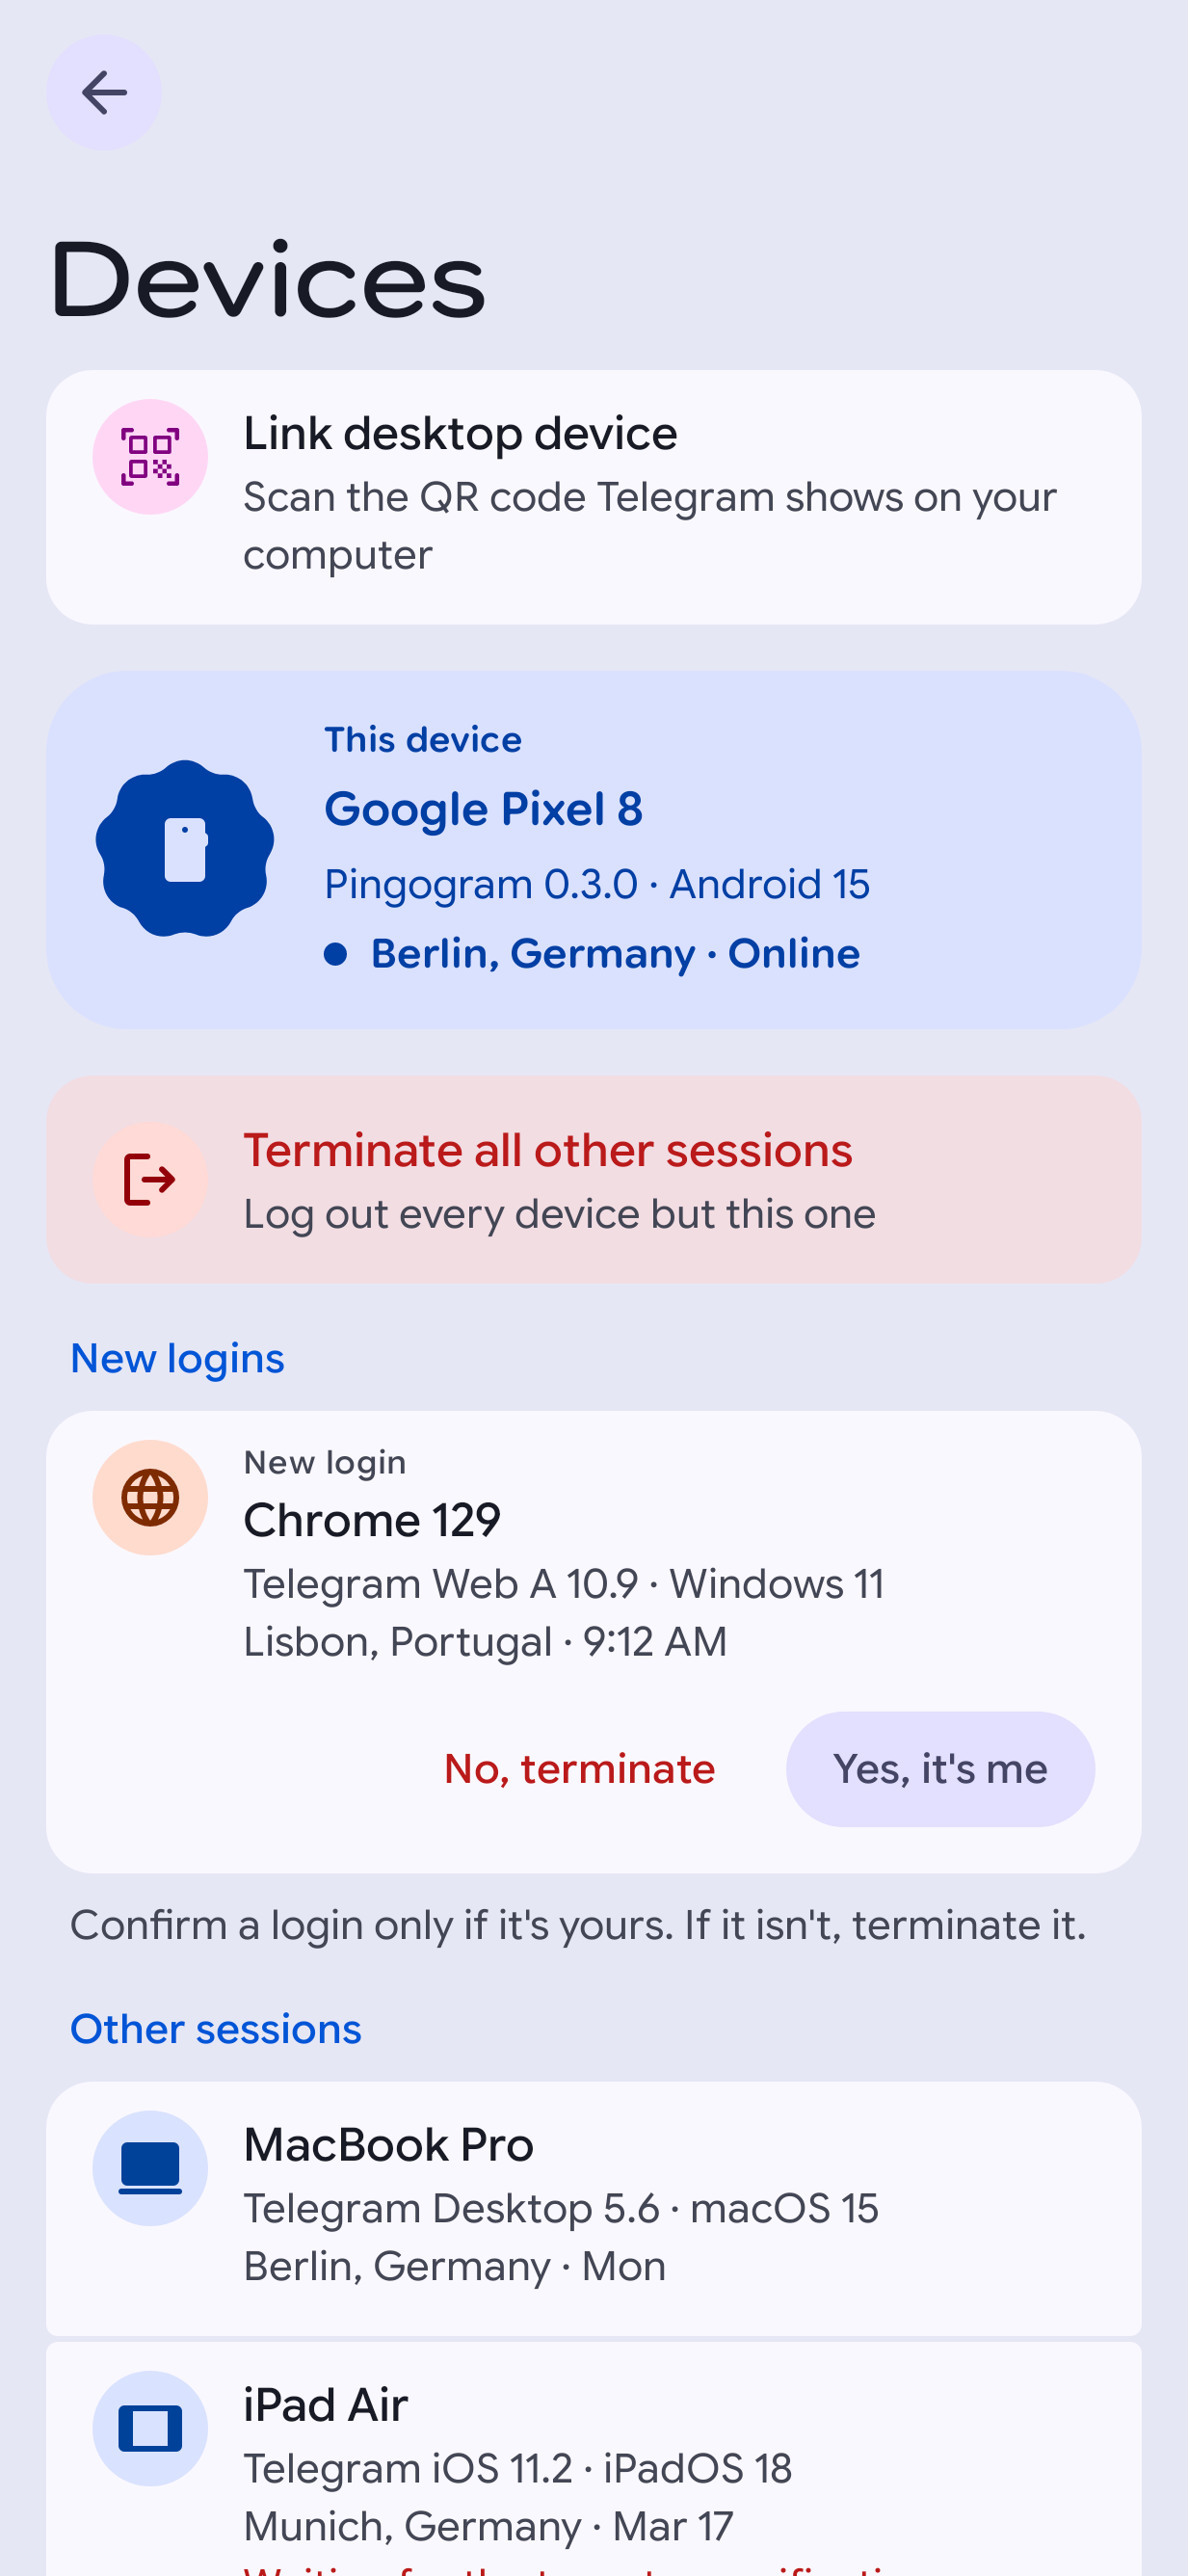 Devices
Link desktop device
Scan the QR code Telegram shows on your
computer
This device
Google Pixel 8
Pingogram 0.3.0 · Android 15
Berlin, Germany · Online
Terminate all other sessions
Log out every device but this one
New logins
New login
Chrome 129
Telegram Web A 10.9 · Windows 11
Lisbon, Portugal · 9:12 AM
No, terminate
Yes, it's me
Confirm a login only if it's yours. If it isn't, terminate it.
Other sessions
MacBook Pro
Telegram Desktop 5.6 · macOS 15
Berlin, Germany · Mon
iPad Air
Telegram iOS 11.2 · iPadOS 18
Munich, Germany · Mar 17